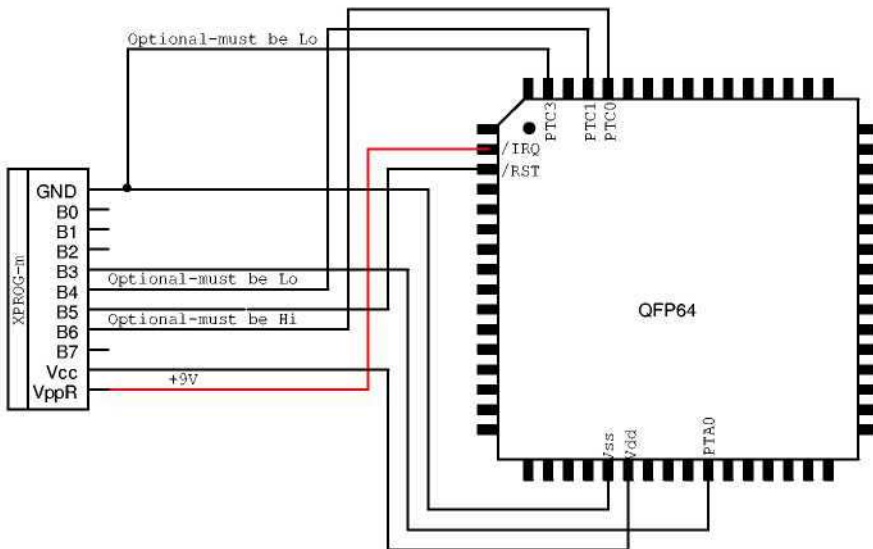 Optional-must be Lo
PTC3
PTC1
PTC0
/IRQ
/RST
XPROG-m
GND
B0
B1
B2
B3
Optional-must be Lo
B4
B5
Optional-must be Hi
B6
B7
Vcc
+9V
VppR
QFP64
Vss
Vdd
PTA0